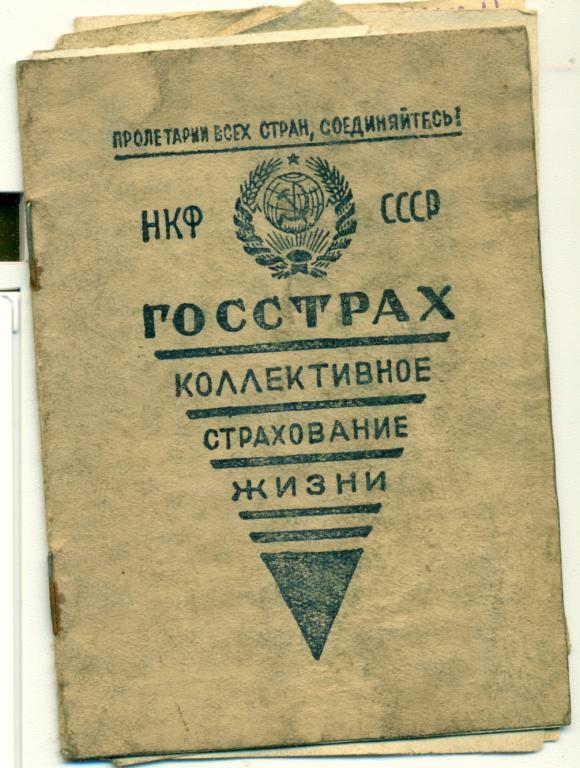 ПРОЛЕТАРИИ ВСЕХ СТРАН, СОЕДИНЯЙТЕСЬ!
НКФ СССР
ГОССТРАХ
КОЛЛЕКТИВНОЕ
СТРАХОВАНИЕ
ЖИЗНИ